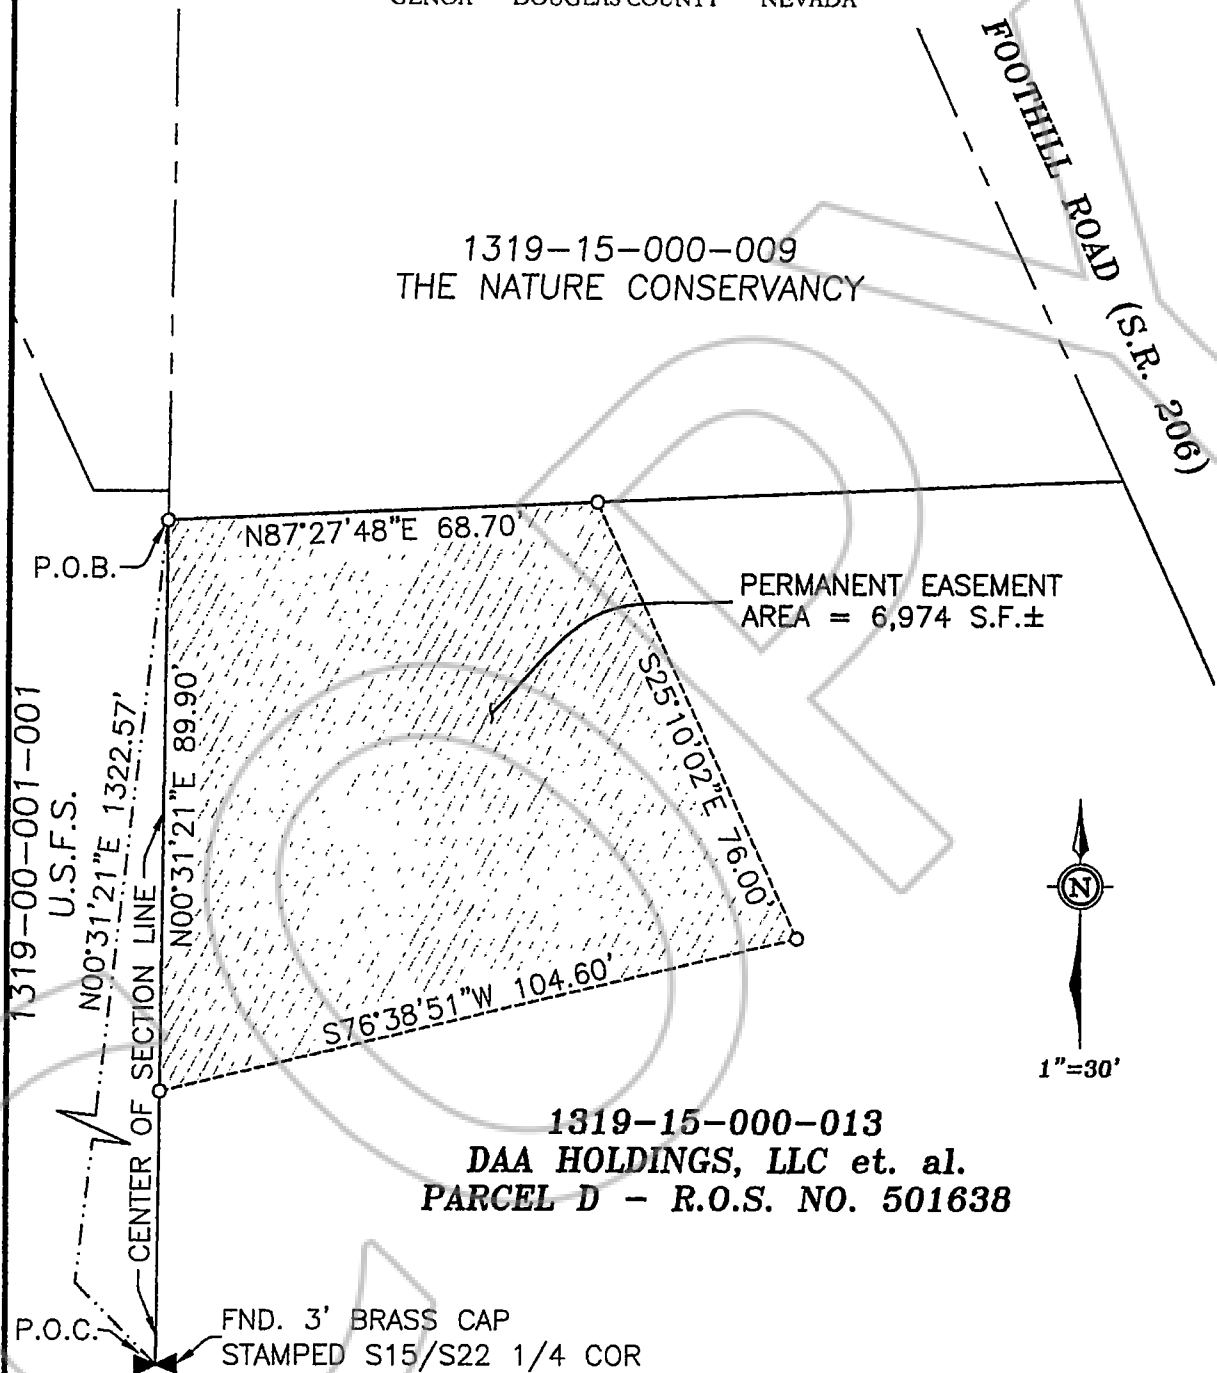 GENOA DOUGLAS COUNTY NEVADA
FOOTHILL ROAD (S.R. 206)
1319-15-000-009
THE NATURE CONSERVANCY
N87°27'48"E 68.70'
P.O.B.
PERMANENT EASEMENT
AREA = 6,974 S.F.±
S25°10'02"E 76.00'
1319-00-001-001
U.S.F.S.
N00°31'21"E 1322.57'
CENTER OF SECTION LINE
N00°31'21"E 89.90'
S76°38'51"W 104.60'
N
1"=30'
1319-15-000-013
DAA HOLDINGS, LLC et. al.
PARCEL D - R.O.S. NO. 501638
P.O.C.
FND. 3' BRASS CAP
STAMPED S15/S22 1/4 COR
COPY